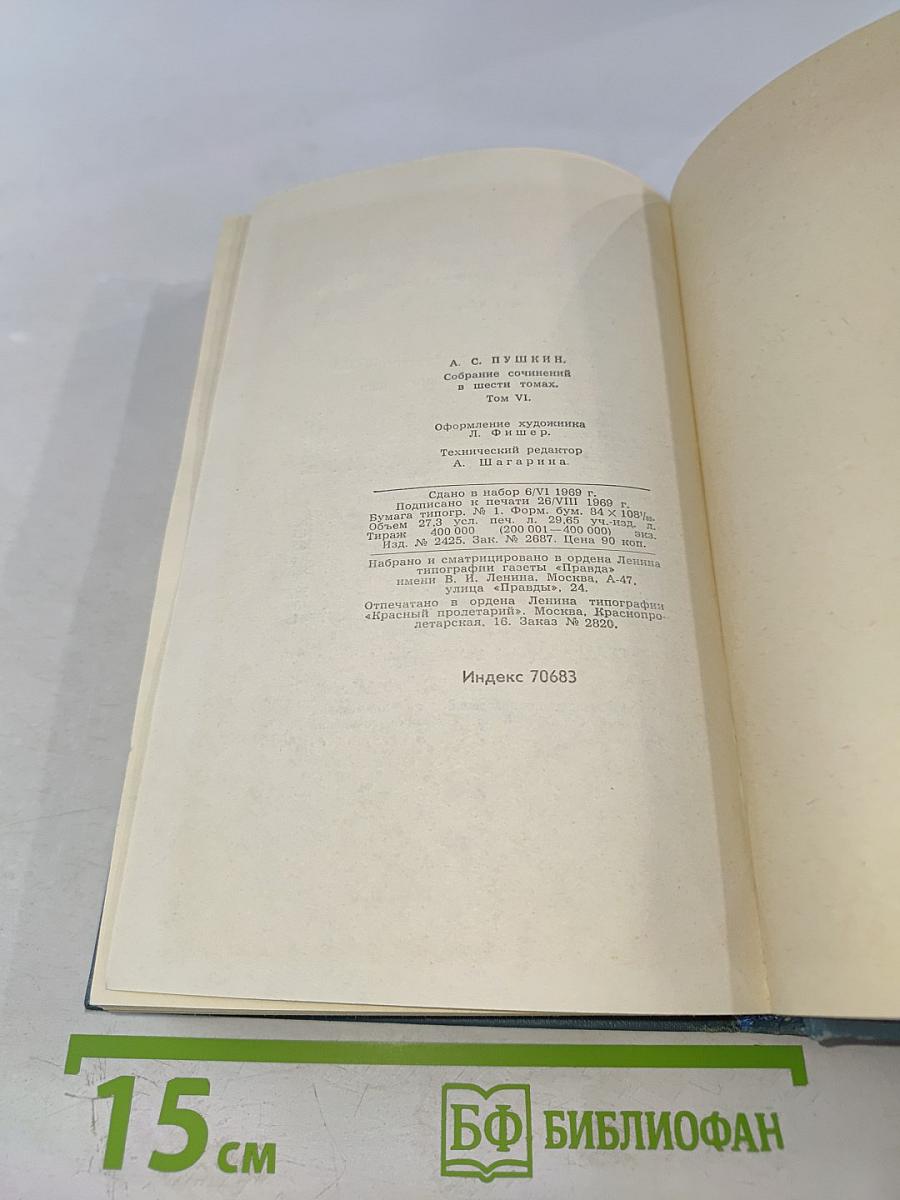 А. С. ПУШКИН.
Собрание сочинений
в шести томах.
Том VI.
Оформление художника
Л. Фишер.
Технический редактор
А. Шагарина.
Сдано в набор 6/VI 1969 г.
Подписано к печати 26/VIII 1969 г.
Бумага типогр. № 1. Форм. бум. 84 × 108¹/₃₂.
Объем 27,3 усл. печ. л. 29,65 уч.-изд. л.
Тираж 400 000 (200 001—400 000) экз.
Изд. № 2425. Зак. № 2687. Цена 90 коп.
Набрано и сматрицировано в ордена Ленина
типографии газеты «Правда»
имени В. И. Ленина. Москва, А-47,
улица «Правды», 24.
Отпечатано в ордена Ленина типографии
«Красный пролетарий». Москва, Краснопро-
летарская, 16. Заказ № 2820.
Индекс 70683
15 см
БФ БИБЛИОФАН